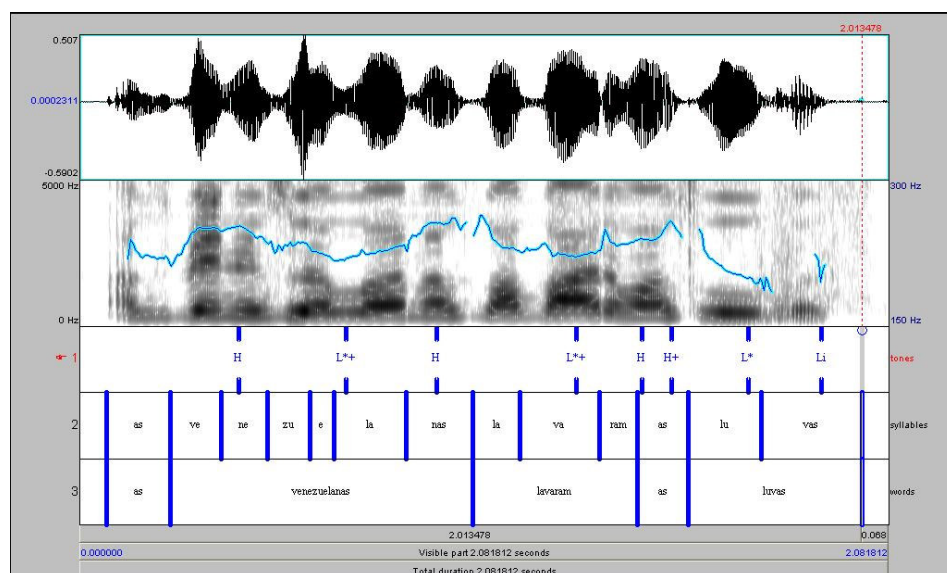 2.013478
0.507
0.0002311
-0.5902
5000 Hz 300 Hz
0 Hz 150 Hz
1 H L*+ H L*+ H H+ L* Li tones
2 as ve ne zu e la nas la va ram as lu vas syllables
3 as venezuelanas lavaram as luvas words
2.013478 0.068
0.000000 Visible part 2.081812 seconds 2.081812
Total duration 2.081812 seconds